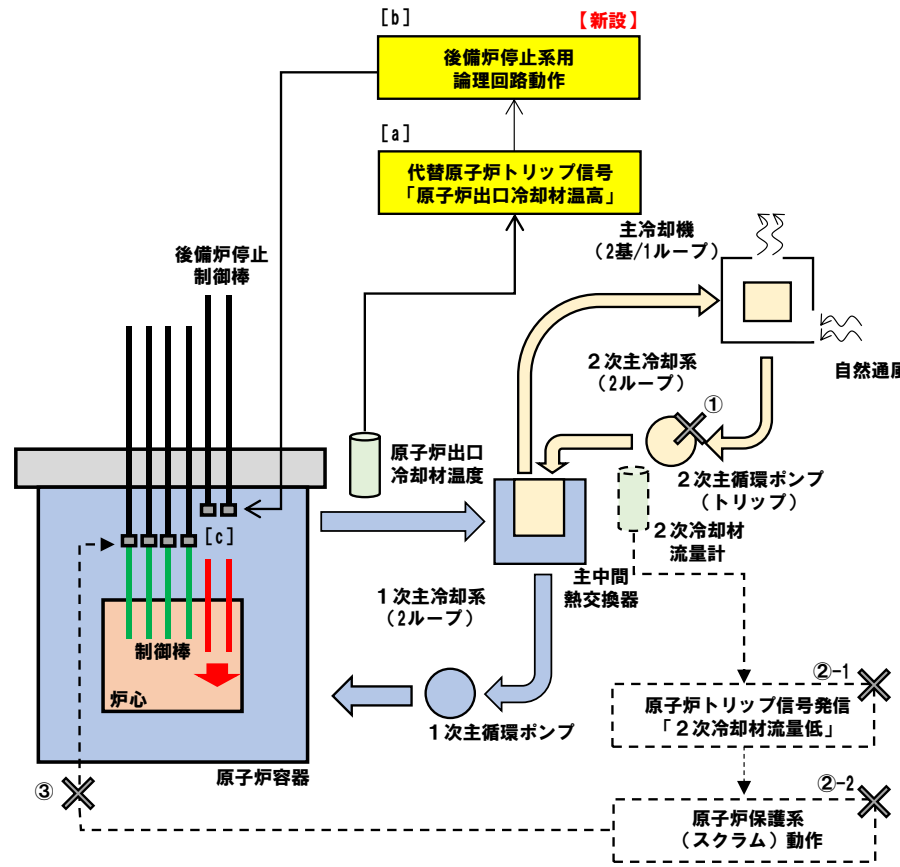 [b]
【新設】
後備炉停止系用
論理回路動作
[a]
代替原子炉トリップ信号
「原子炉出口冷却材温高」
主冷却機
(2基/1ループ)
後備炉停止
制御棒
自然通風
2次主冷却系
(2ループ)
①
原子炉出口
冷却材温度
2次主循環ポンプ
(トリップ)
[c]
2次冷却材
流量計
主中間
熱交換器
1次主冷却系
(2ループ)
制御棒
炉心
1次主循環ポンプ
原子炉容器
②-1
原子炉トリップ信号発信
「2次冷却材流量低」
③
②-2
原子炉保護系
(スクラム)動作